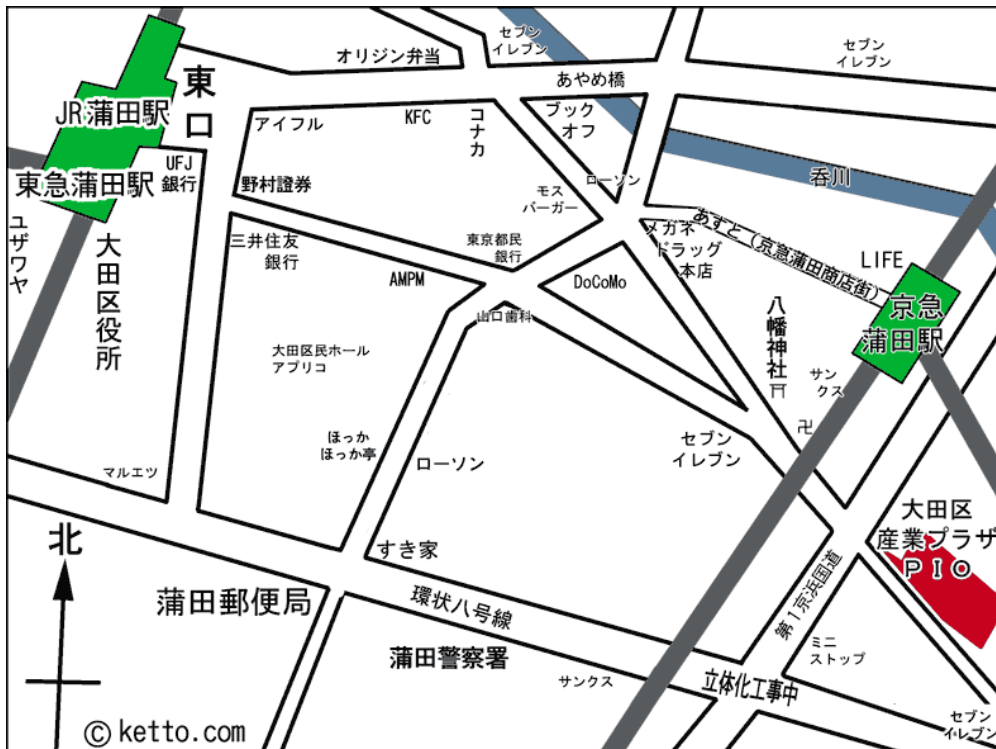 セブン
イレブン
セブン
イレブン
オリジン弁当
あやめ橋
東口
JR蒲田駅
アイフル
KFC
コナカ
ブック
オフ
UFJ
銀行
東急蒲田駅
野村證券
モス
バーガー
ローソン
呑川
ユザワヤ
大田区役所
三井住友
銀行
東京都民
銀行
メガネ
ドラッグ
本店
あすと(京急蒲田商店街)
LIFE
AMPM
DoCoMo
京急
蒲田駅
山口歯科
八幡神社
大田区民ホール
アプリコ
サン
クス
卍
ほっか
ほっか亭
ローソン
セブン
イレブン
マルエツ
大田区
産業プラザ
PIO
北
すき家
第1京浜国道
蒲田郵便局
環状八号線
蒲田警察署
ミニ
ストップ
サンクス
立体化工事中
セブン
イレブン
©ketto.com